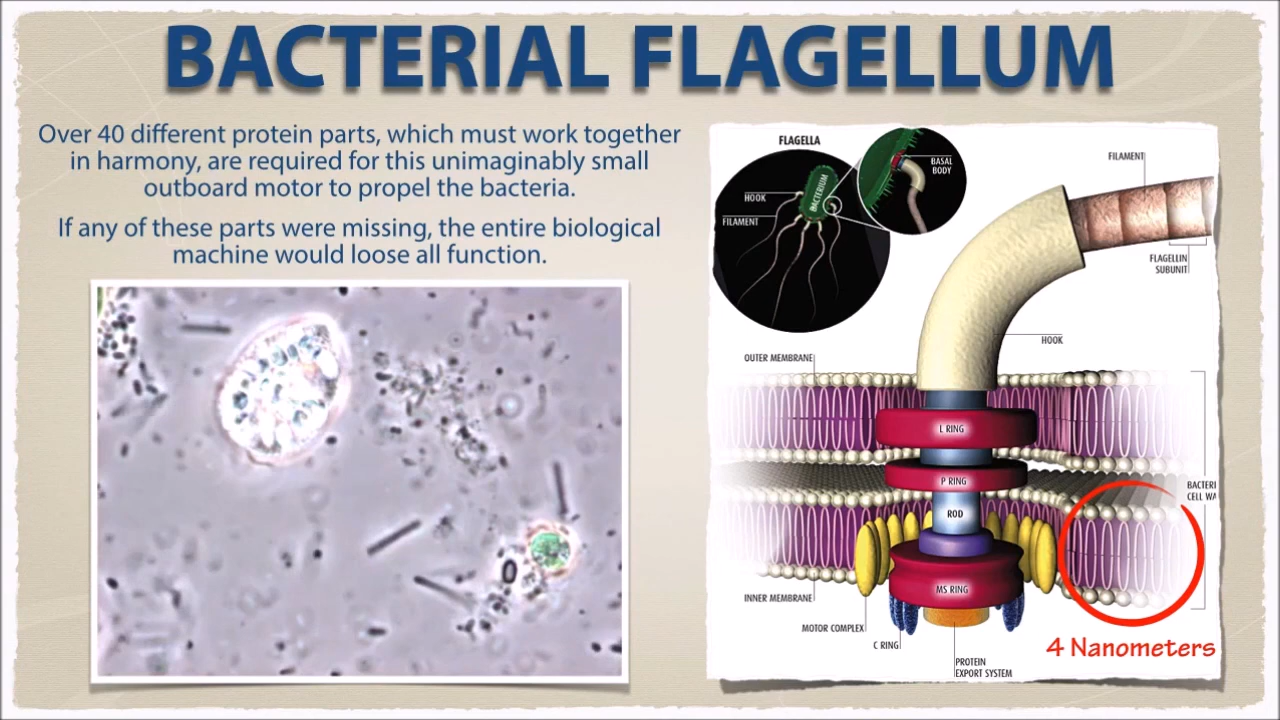 BACTERIAL FLAGELLUM
Over 40 different protein parts, which must work together
in harmony, are required for this unimaginably small
outboard motor to propel the bacteria.
If any of these parts were missing, the entire biological
machine would loose all function.
FLAGELLA
HOOK
FILAMENT
BACTERIUM
BASAL
BODY
FILAMENT
FLAGELLIN
SUBUNIT
HOOK
OUTER MEMBRANE
L RING
P RING
ROD
BACTERI
CELL WA
MS RING
INNER MEMBRANE
MOTOR COMPLEX
C RING
PROTEIN
EXPORT SYSTEM
4 Nanometers